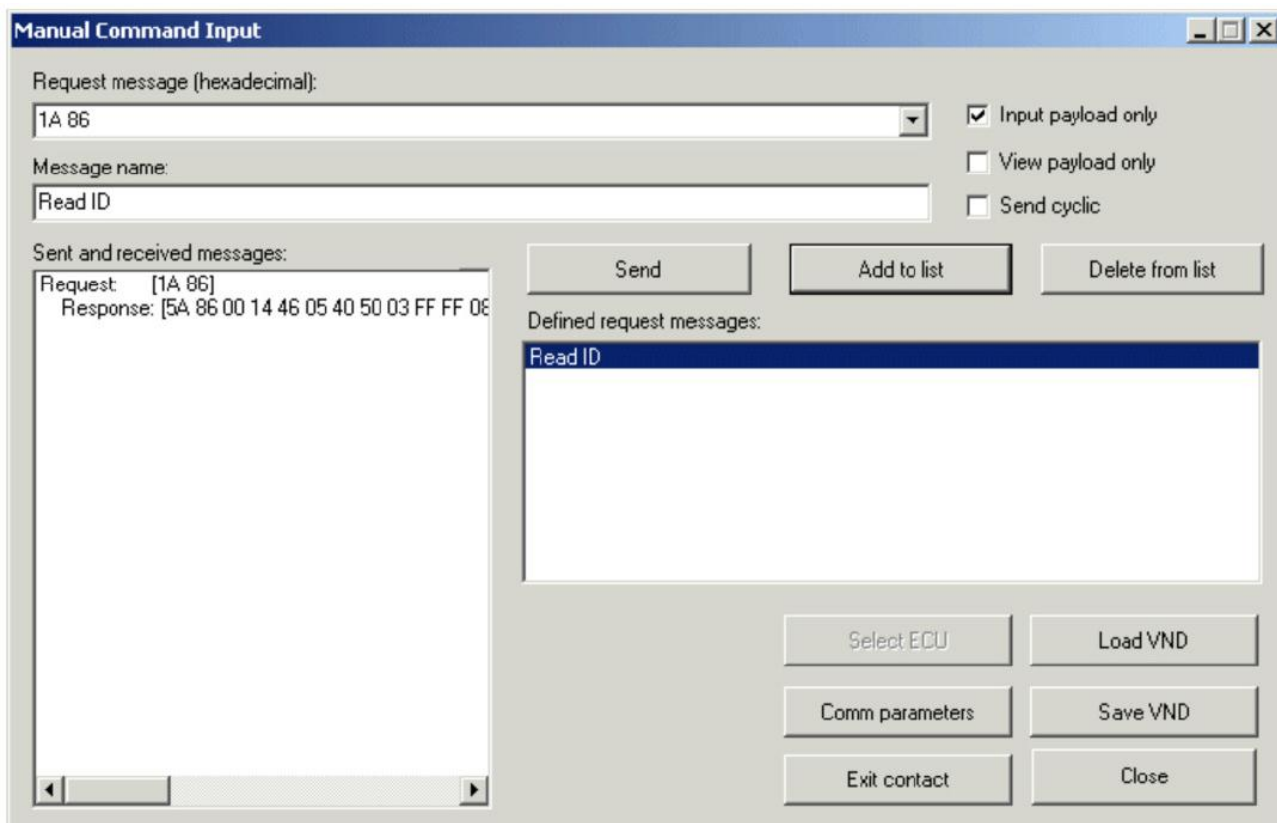 Manual Command Input
Request message (hexadecimal):
1A 86
Input payload only
Message name:
View payload only
Read ID
Send cyclic
Sent and received messages:
Send
Add to list
Delete from list
Request: [1A 86]
Response: [5A 86 00 14 46 05 40 50 03 FF FF 08
Defined request messages:
Read ID
Select ECU
Load VND
Comm parameters
Save VND
Exit contact
Close